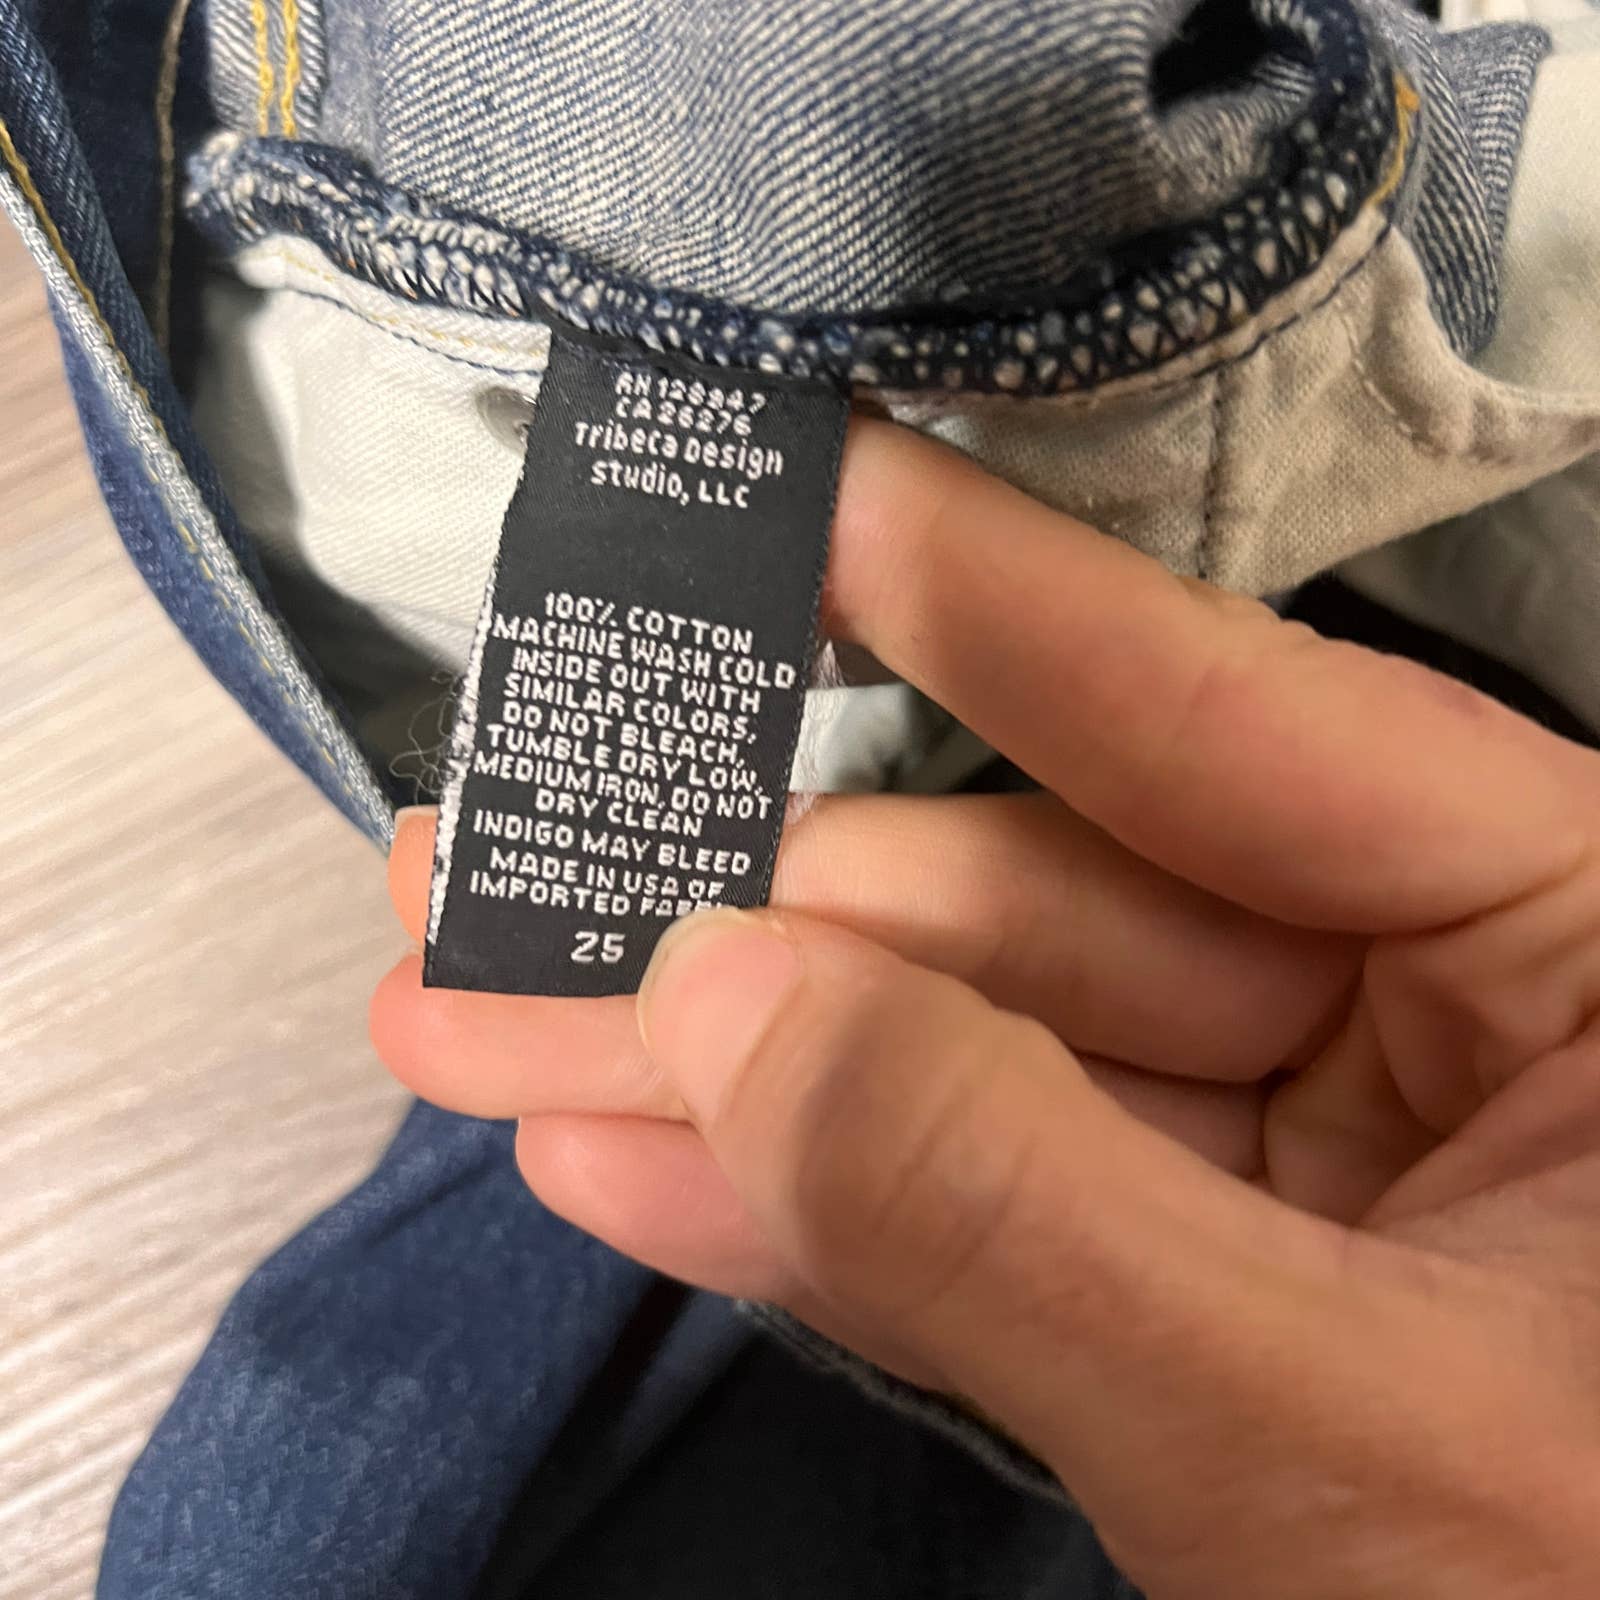 RN 128947
CA 26276
Tribeca Design
studio, LLC
100% COTTON
MACHINE WASH COLD
INSIDE OUT WITH
SIMILAR COLORS,
DO NOT BLEACH,
TUMBLE DRY LOW,
MEDIUM IRON, DO NOT
DRY CLEAN
INDIGO MAY BLEED
MADE IN USA OF
IMPORTED
25